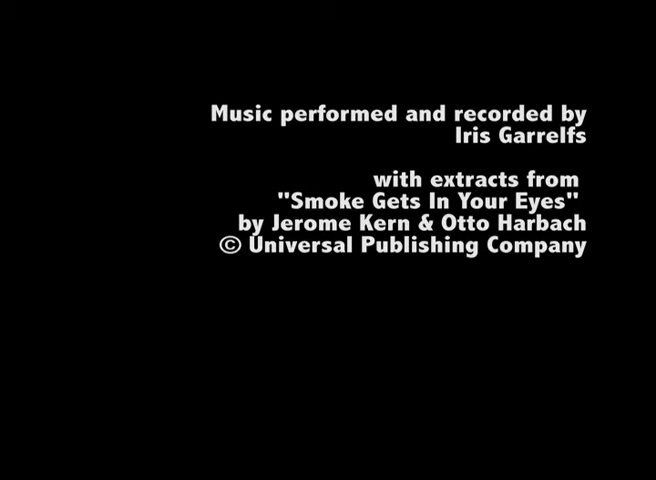 Music performed and recorded by
Iris Garrelfs
with extracts from
"Smoke Gets In Your Eyes"
by Jerome Kern & Otto Harbach
© Universal Publishing Company